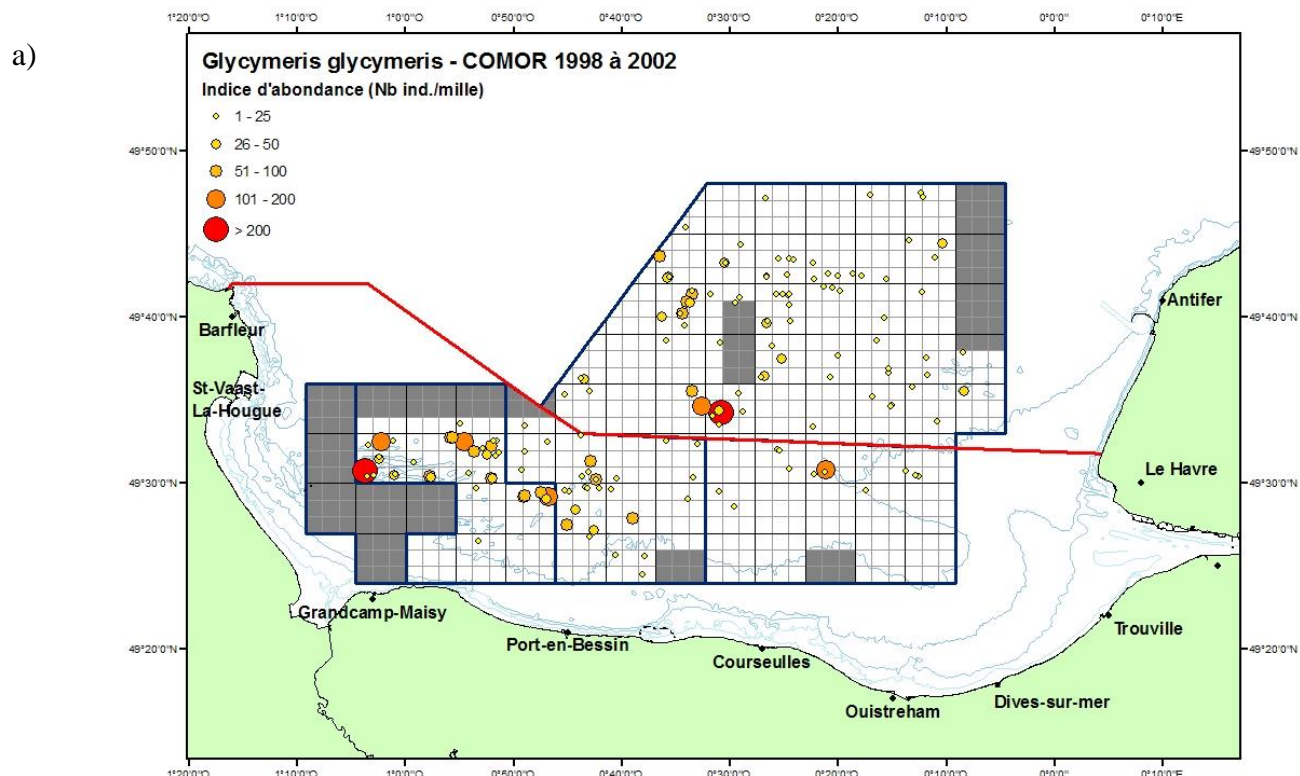 a)
1°20'0"O 1°10'0"O 1°0'0"O 0°50'0"O 0°40'0"O 0°30'0"O 0°20'0"O 0°10'0"O 0°0'0" 0°10'0"E
Glycymeris glycymeris - COMOR 1998 à 2002
Indice d'abondance (Nb ind./mille)
1 - 25
26 - 50
51 - 100
101 - 200
> 200
49°50'0"N 49°50'0"N
Antifer
49°40'0"N 49°40'0"N
Barfleur
St-Vaast-
La-Hougue
Le Havre
49°30'0"N 49°30'0"N
Grandcamp-Maisy
Trouville
Port-en-Bessin
49°20'0"N 49°20'0"N
Courseulles
Dives-sur-mer
Ouistreham
1°20'0"O 1°10'0"O 1°0'0"O 0°50'0"O 0°40'0"O 0°30'0"O 0°20'0"O 0°10'0"O 0°0'0" 0°10'0"E